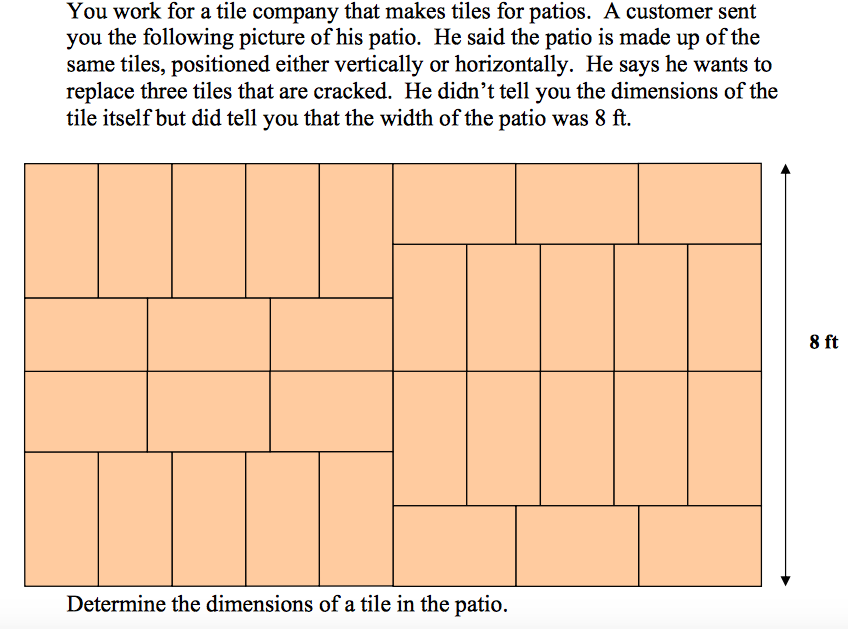 You work for a tile company that makes tiles for patios.  A customer sent
you the following picture of his patio.  He said the patio is made up of the
same tiles, positioned either vertically or horizontally.  He says he wants to
replace three tiles that are cracked.  He didn’t tell you the dimensions of the
tile itself but did tell you that the width of the patio was 8 ft.
8 ft
Determine the dimensions of a tile in the patio.